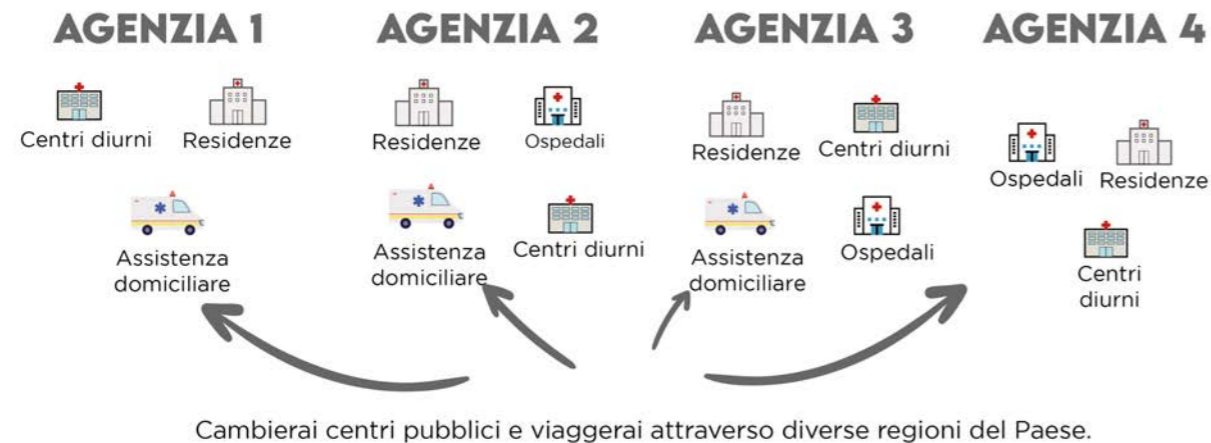 AGENZIA 1
Centri diurni
Residenze
Assistenza
domiciliare
AGENZIA 2
Residenze
Ospedali
Assistenza
domiciliare
Centri diurni
AGENZIA 3
Residenze
Centri diurni
Assistenza
domiciliare
Ospedali
AGENZIA 4
Ospedali
Residenze
Centri
diurni
Cambierai centri pubblici e viaggerai attraverso diverse regioni del Paese.